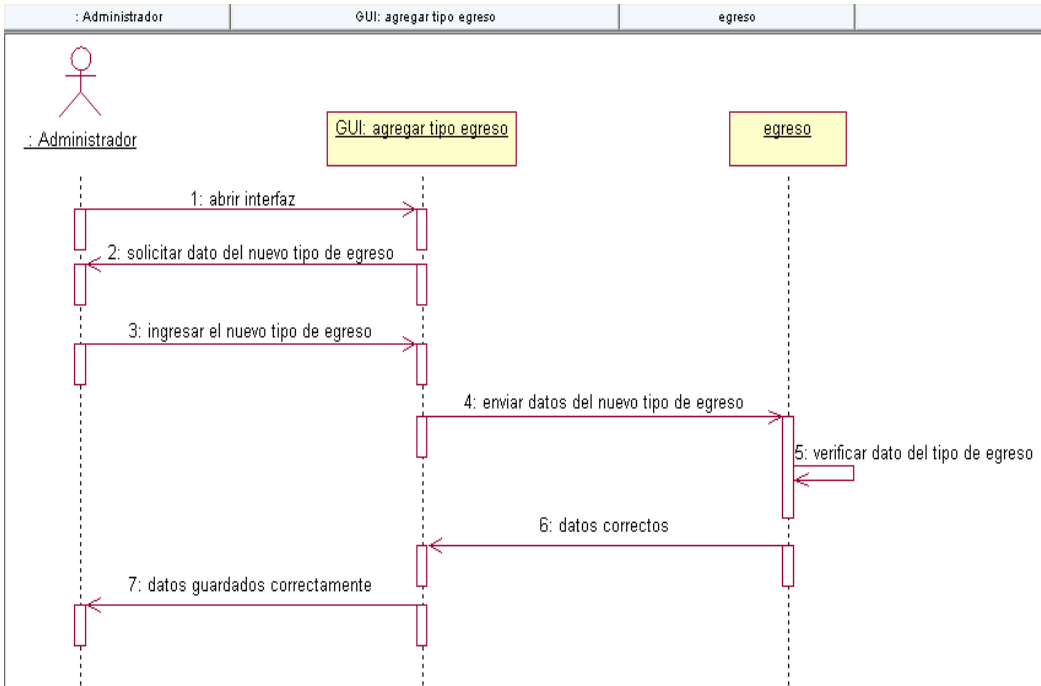 : Administrador
GUI: agregar tipo egreso
egreso
: Administrador
GUI: agregar tipo egreso
egreso
1: abrir interfaz
2: solicitar dato del nuevo tipo de egreso
3: ingresar el nuevo tipo de egreso
4: enviar datos del nuevo tipo de egreso
5: verificar dato del tipo de egreso
6: datos correctos
7: datos guardados correctamente